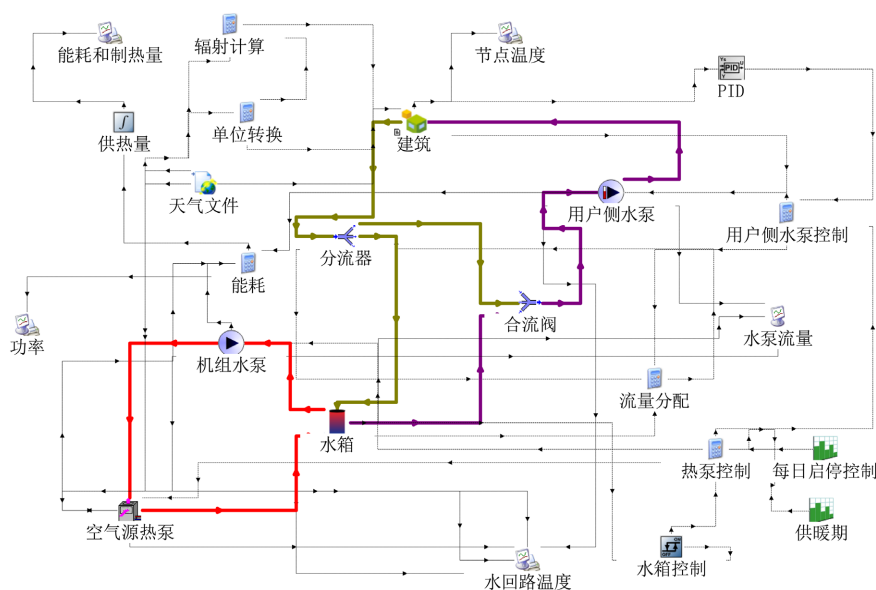 辐射计算
能耗和制热量
节点温度
PID
PID
单位转换
供热量
建筑
天气文件
用户侧水泵
用户侧水泵控制
分流器
能耗
合流阀
水泵流量
功率
机组水泵
流量分配
水箱
热泵控制
每日启停控制
空气源热泵
供暖期
ON
OFF
水箱控制
水回路温度